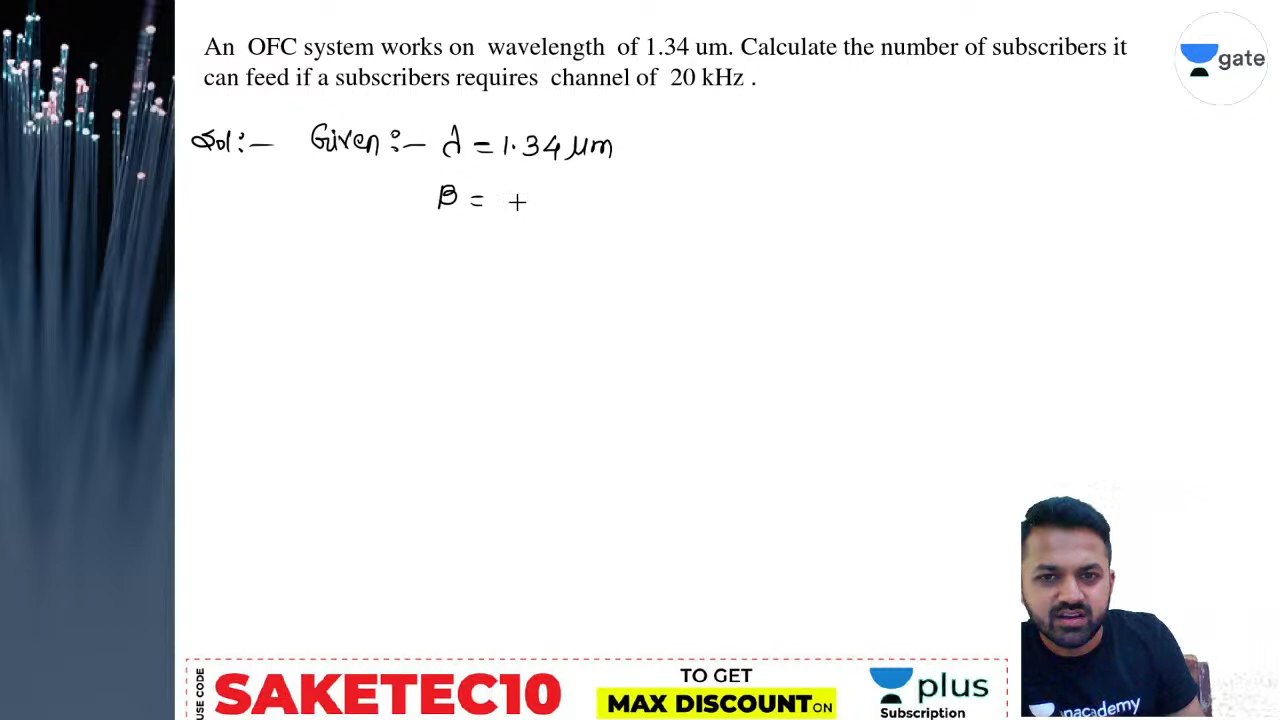 An OFC system works on wavelength of 1.34 um. Calculate the number of subscribers it
can feed if a subscribers requires channel of 20 kHz .
gate
Sol:- Given:- λ = 1.34 μm
B =
USE CODE
SAKETEC10
TO GET
MAX DISCOUNT ON
plus
Subscription
unacademy